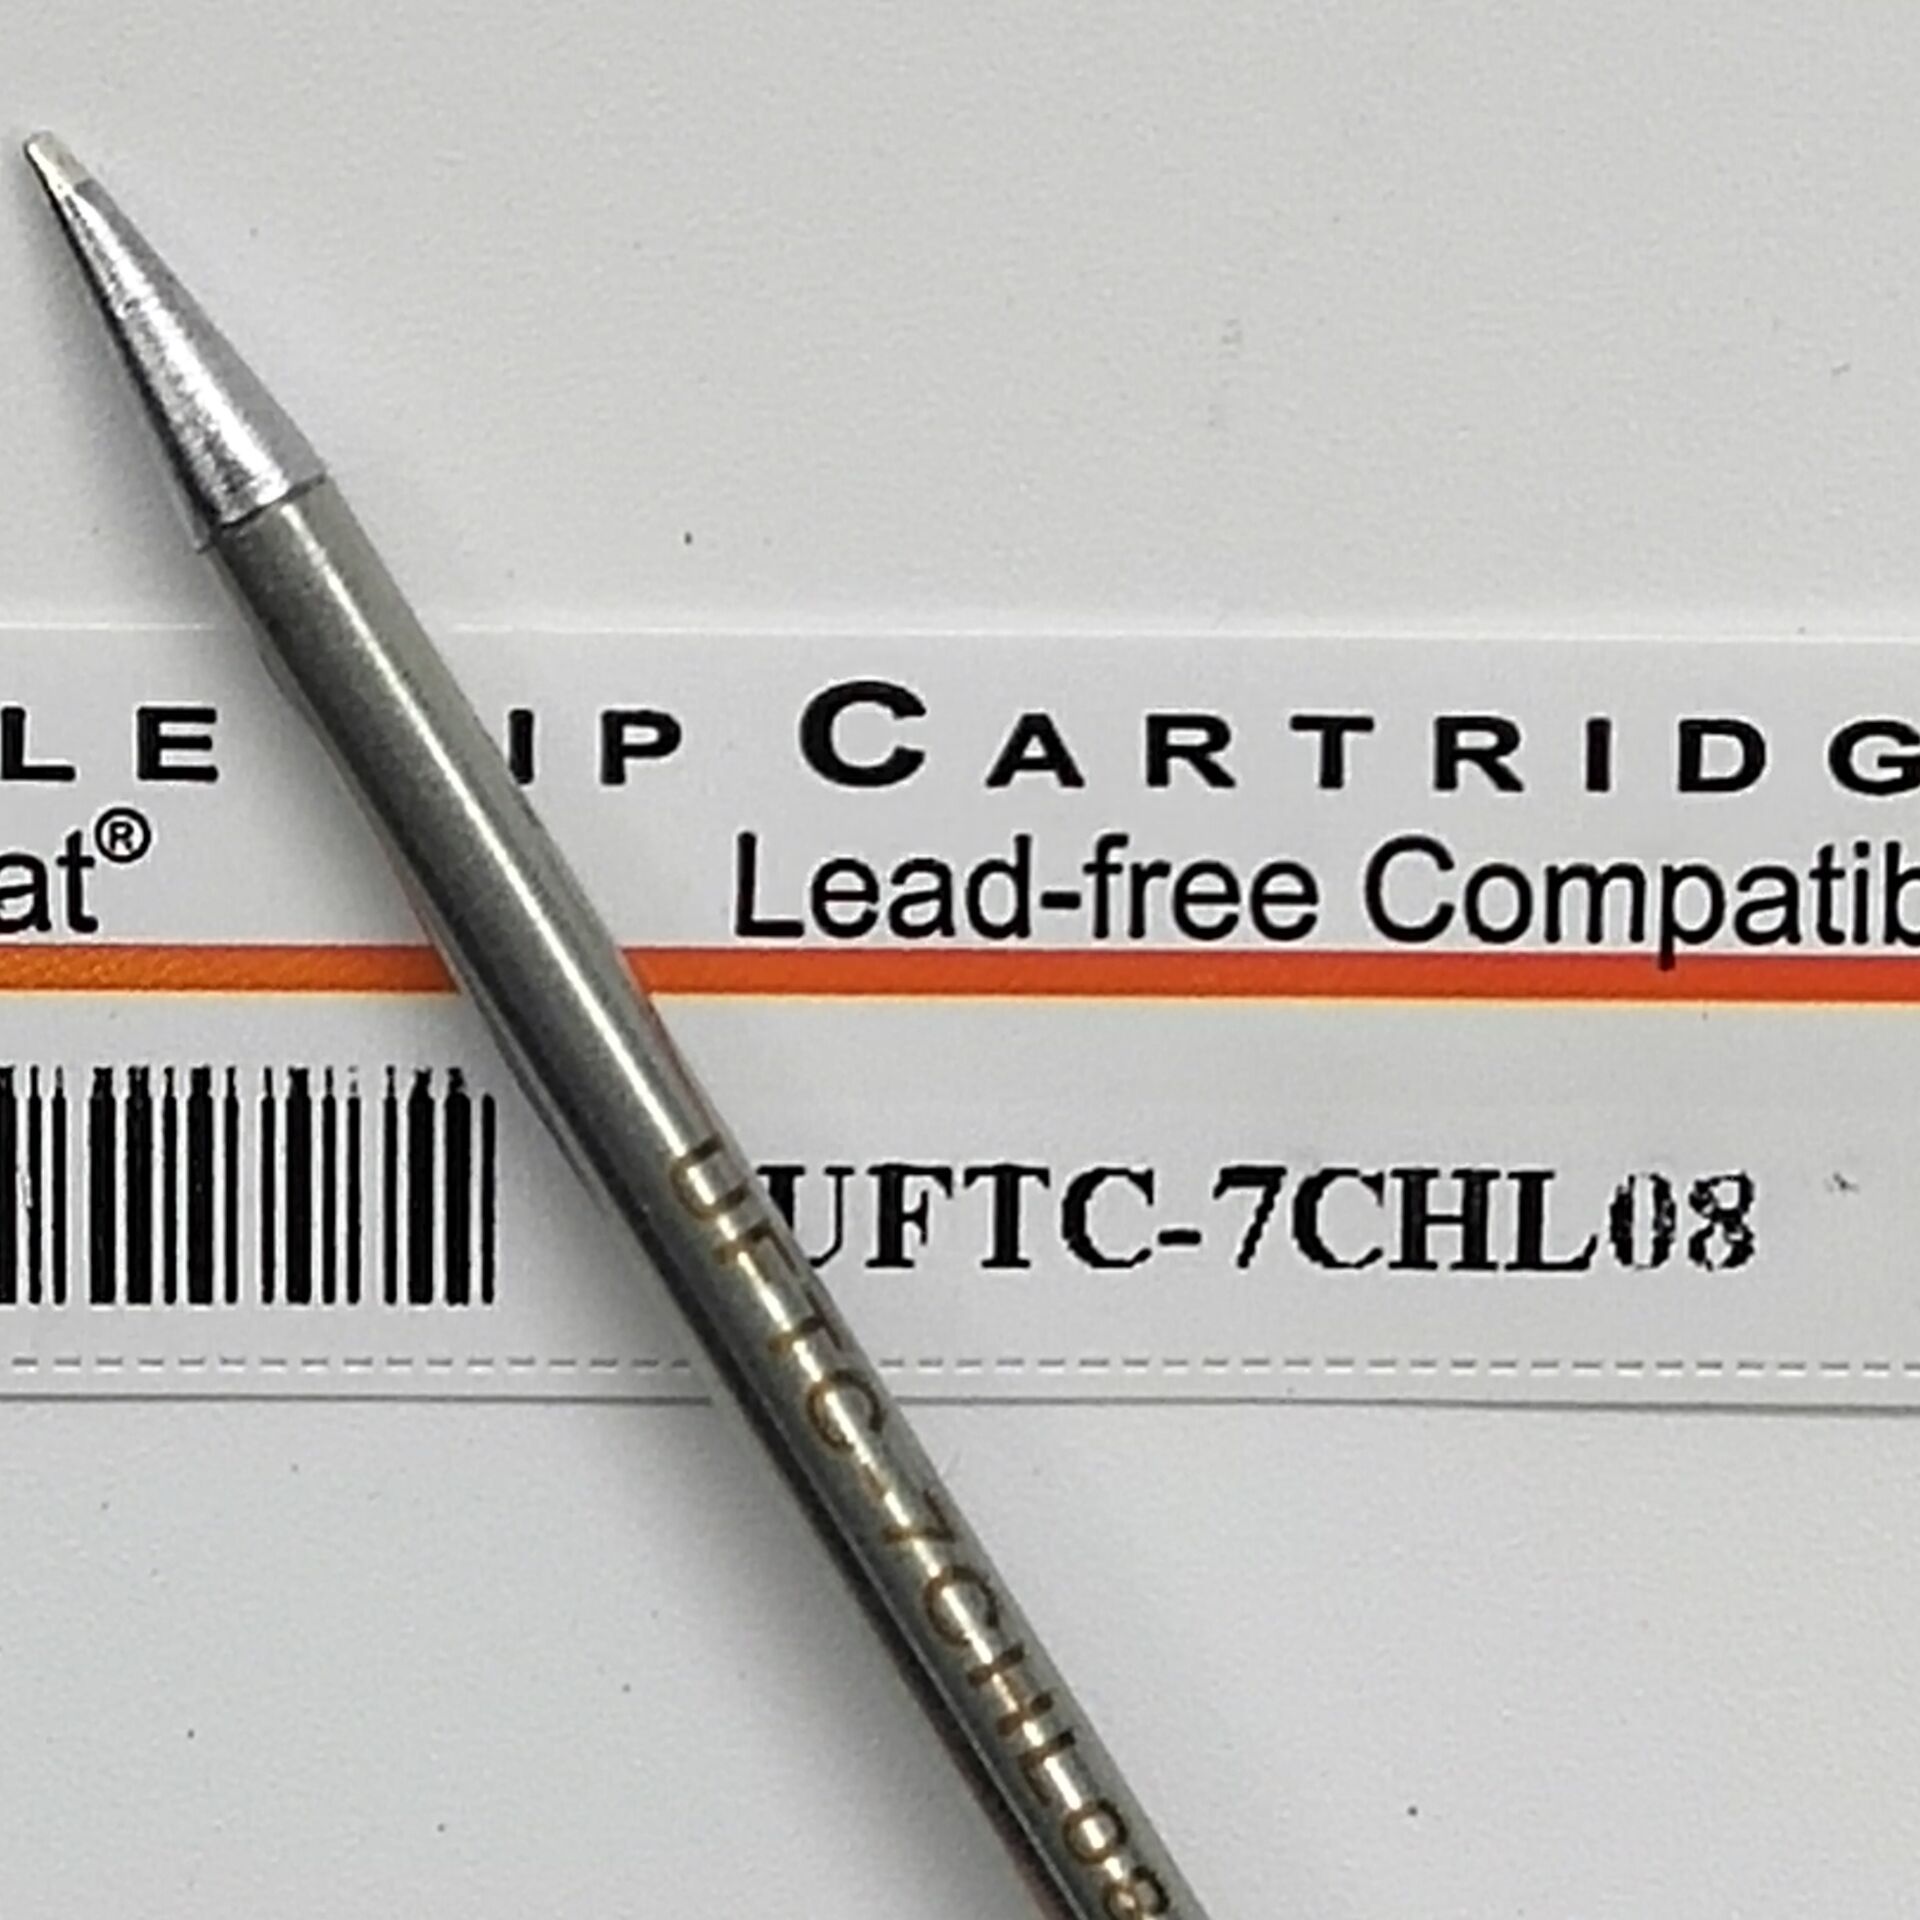 LE IP CARTRIDG
at® Lead-free Compatib
UFTC-7CHL08
UFTC-7CHL08